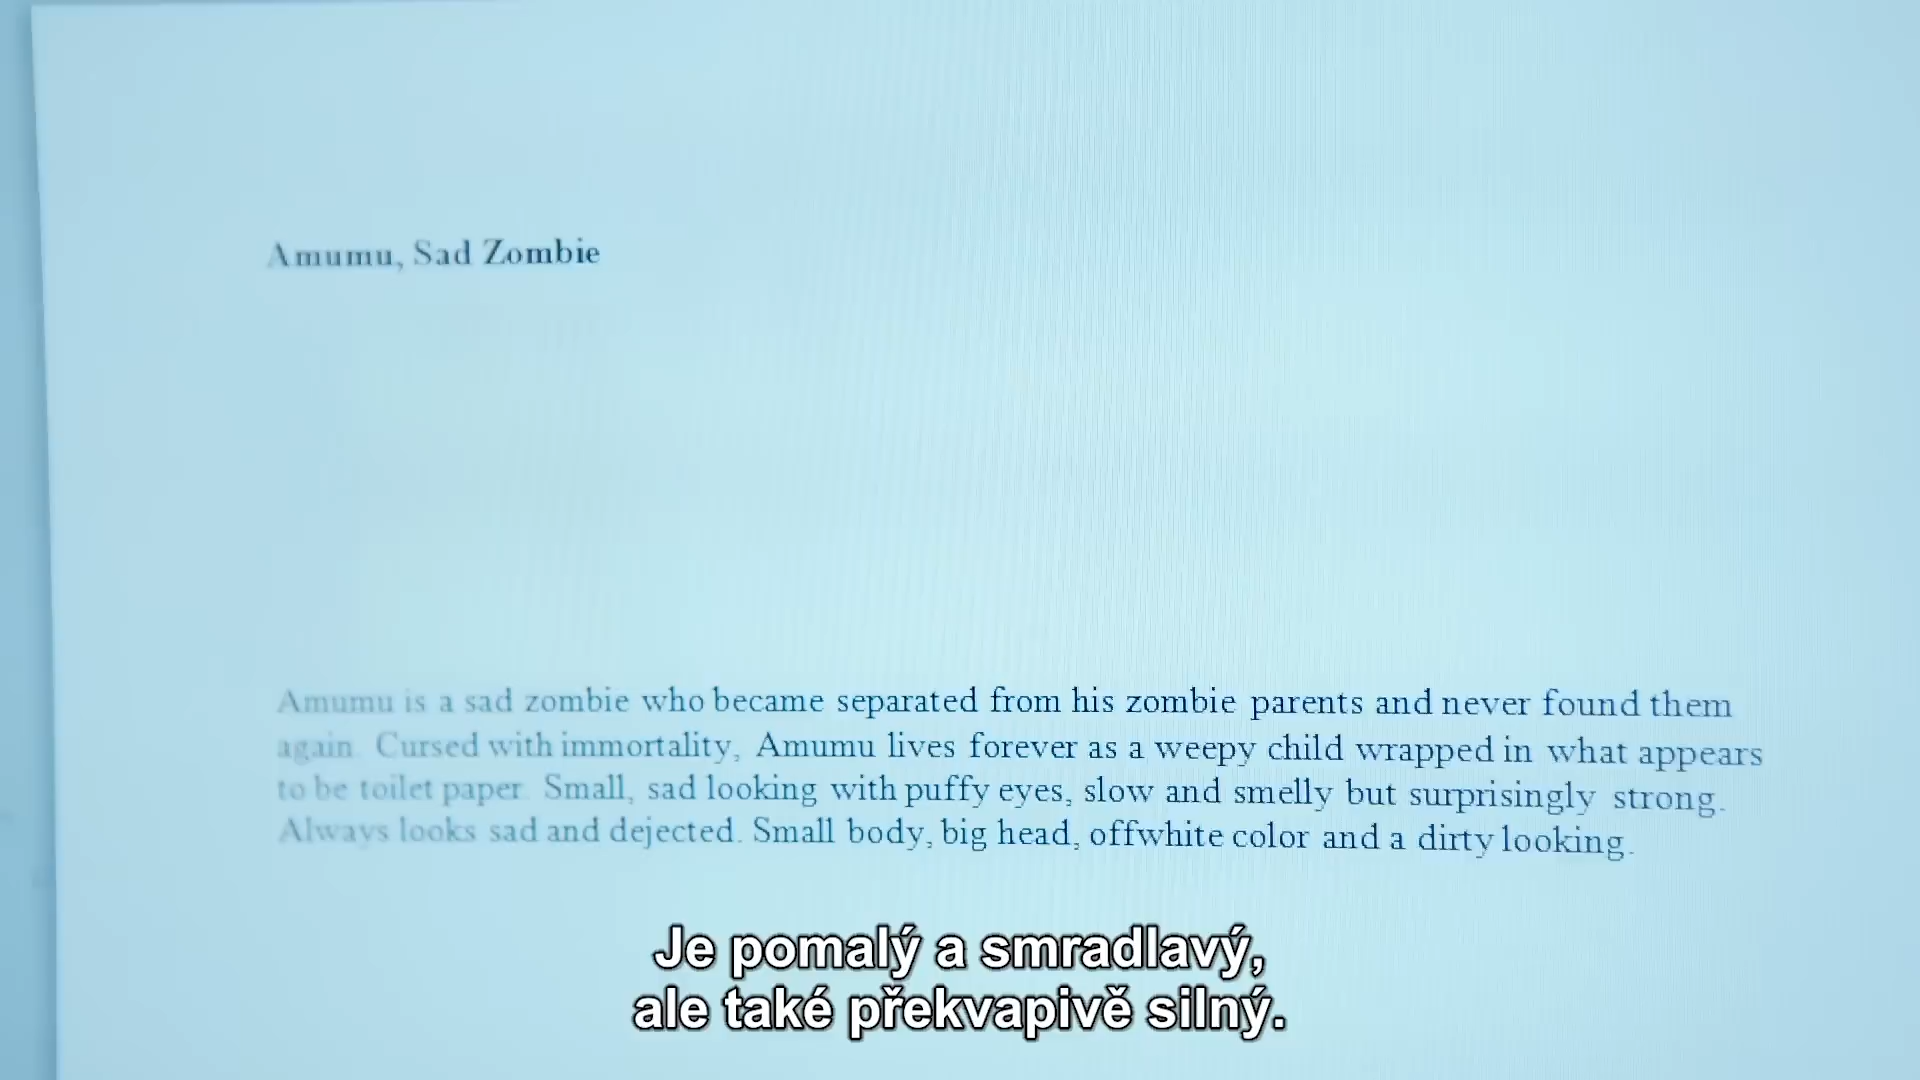 Amumu, Sad Zombie
Amumu is a sad zombie who became separated from his zombie parents and never found them
again. Cursed with immortality, Amumu lives forever as a weepy child wrapped in what appears
to be toilet paper. Small, sad looking with puffy eyes, slow and smelly but surprisingly strong.
Always looks sad and dejected. Small body, big head, offwhite color and a dirty looking.
Je pomalý a smradlavý,
ale také překvapivě silný.